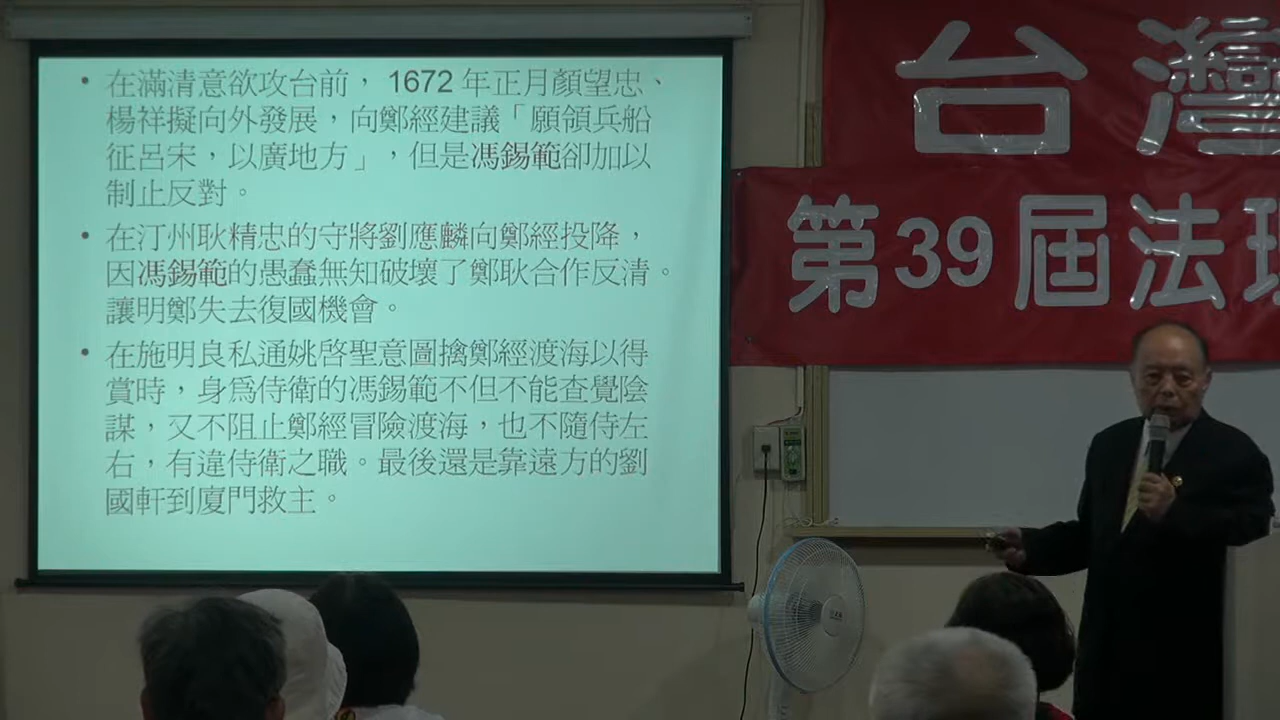 • 在滿清意欲攻台前， 1672 年正月顏望忠、
楊祥擬向外發展，向鄭經建議「願領兵船
征呂宋，以廣地方」，但是馮錫範卻加以
制止反對。
• 在汀州耿精忠的守將劉應麟向鄭經投降，
因馮錫範的愚蠢無知破壞了鄭耿合作反清。
讓明鄭失去復國機會。
• 在施明良私通姚啓聖意圖擒鄭經渡海以得
賞時，身爲侍衛的馮錫範不但不能查覺陰
謀，又不阻止鄭經冒險渡海，也不隨侍左
右，有違侍衛之職。最後還是靠遠方的劉
國軒到廈門救主。
台灣
第39屆法理